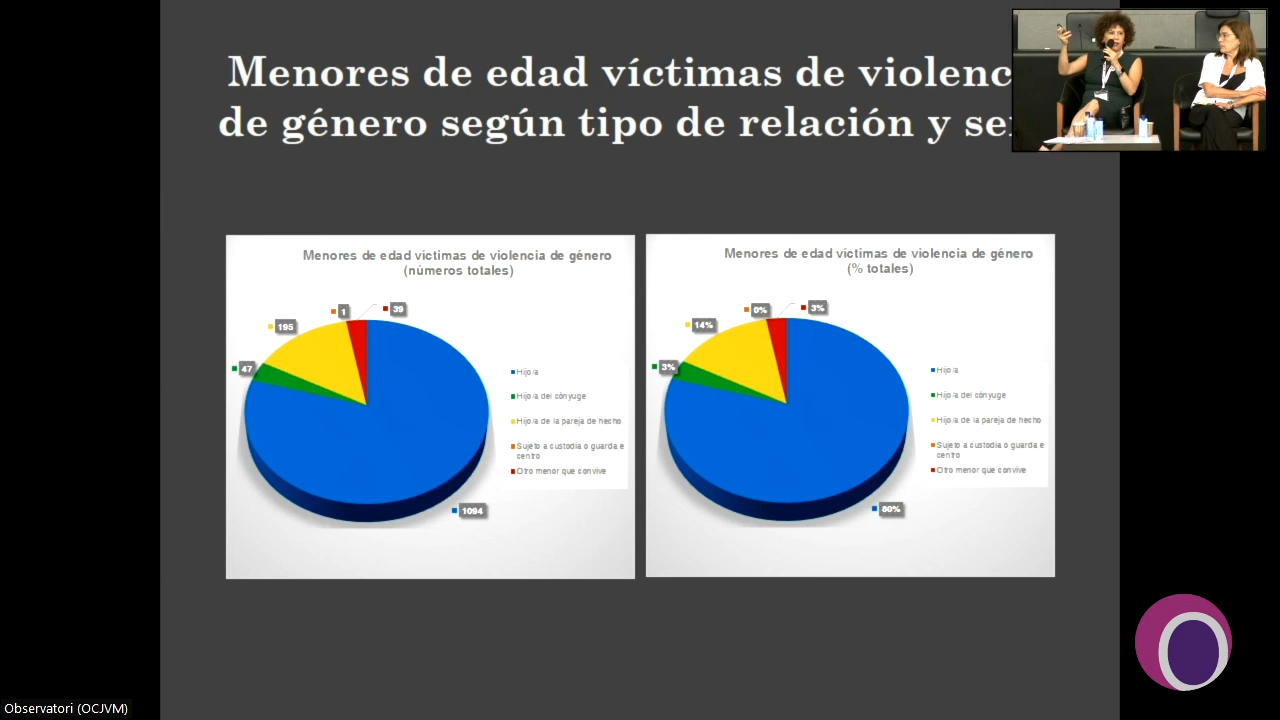 Menores de edad víctimas de violenc
de género según tipo de relación y se
Menores de edad víctimas de violencia de género
(números totales)
1
39
195
47
Hijo/a
Hijo/a del cónyuge
Hijo/a de la pareja de hecho
Sujeto a custodia o guarda e
centro
Otro menor que convive
1094
Menores de edad víctimas de violencia de género
(% totales)
0%
3%
14%
3%
Hijo/a
Hijo/a del cónyuge
Hijo/a de la pareja de hecho
Sujeto a custodia o guarda e
centro
Otro menor que convive
80%
Observatori (OCJVM)